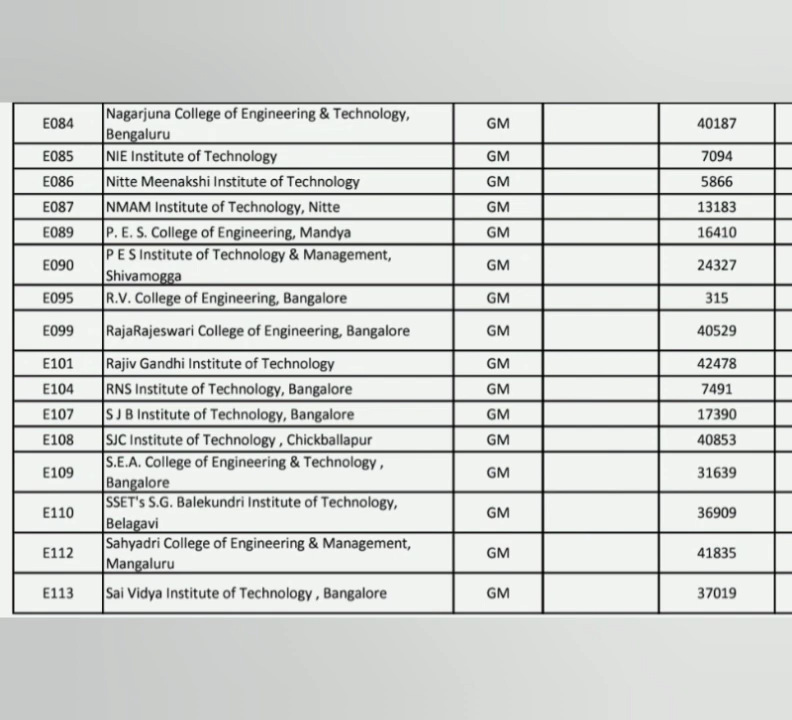 E084 Nagarjuna College of Engineering & Technology, Bengaluru GM 40187
E085 NIE Institute of Technology GM 7094
E086 Nitte Meenakshi Institute of Technology GM 5866
E087 NMAM Institute of Technology, Nitte GM 13183
E089 P. E. S. College of Engineering, Mandya GM 16410
E090 P E S Institute of Technology & Management, Shivamogga GM 24327
E095 R.V. College of Engineering, Bangalore GM 315
E099 RajaRajeswari College of Engineering, Bangalore GM 40529
E101 Rajiv Gandhi Institute of Technology GM 42478
E104 RNS Institute of Technology, Bangalore GM 7491
E107 S J B Institute of Technology, Bangalore GM 17390
E108 SJC Institute of Technology , Chickballapur GM 40853
E109 S.E.A. College of Engineering & Technology , Bangalore GM 31639
E110 SSET's S.G. Balekundri Institute of Technology, Belagavi GM 36909
E112 Sahyadri College of Engineering & Management, Mangaluru GM 41835
E113 Sai Vidya Institute of Technology , Bangalore GM 37019